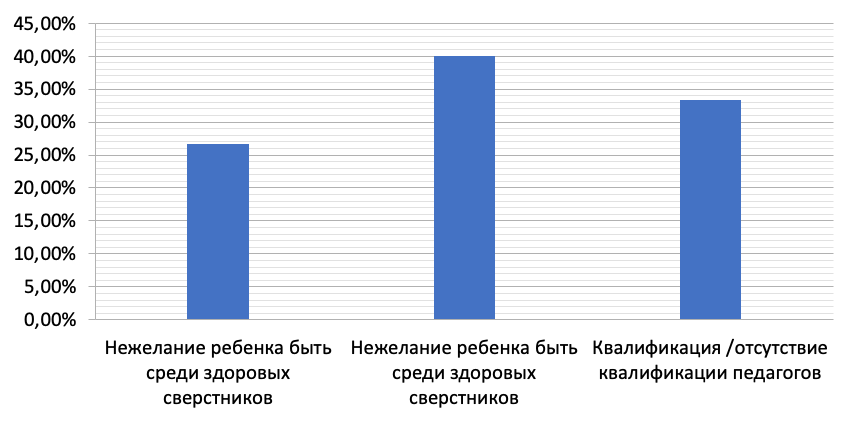 45,00%
40,00%
35,00%
30,00%
25,00%
20,00%
15,00%
10,00%
5,00%
0,00%
Нежелание ребенка быть
среди здоровых
сверстников
Нежелание ребенка быть
среди здоровых
сверстников
Квалификация /отсутствие
квалификации педагогов